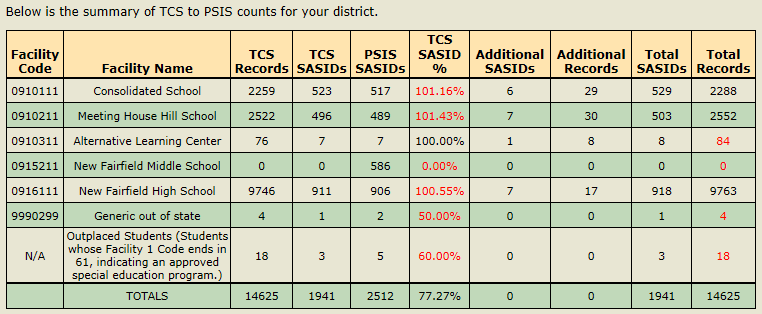 Below is the summary of TCS to PSIS counts for your district.
Facility Code Facility Name TCS Records TCS SASIDs PSIS SASIDs TCS SASID % Additional SASIDs Additional Records Total SASIDs Total Records
0910111 Consolidated School 2259 523 517 101.16% 6 29 529 2288
0910211 Meeting House Hill School 2522 496 489 101.43% 7 30 503 2552
0910311 Alternative Learning Center 76 7 7 100.00% 1 8 8 84
0915211 New Fairfield Middle School 0 0 586 0.00% 0 0 0 0
0916111 New Fairfield High School 9746 911 906 100.55% 7 17 918 9763
9990299 Generic out of state 4 1 2 50.00% 0 0 1 4
N/A Outplaced Students (Students whose Facility 1 Code ends in 61, indicating an approved special education program.) 18 3 5 60.00% 0 0 3 18
TOTALS 14625 1941 2512 77.27% 0 0 1941 14625